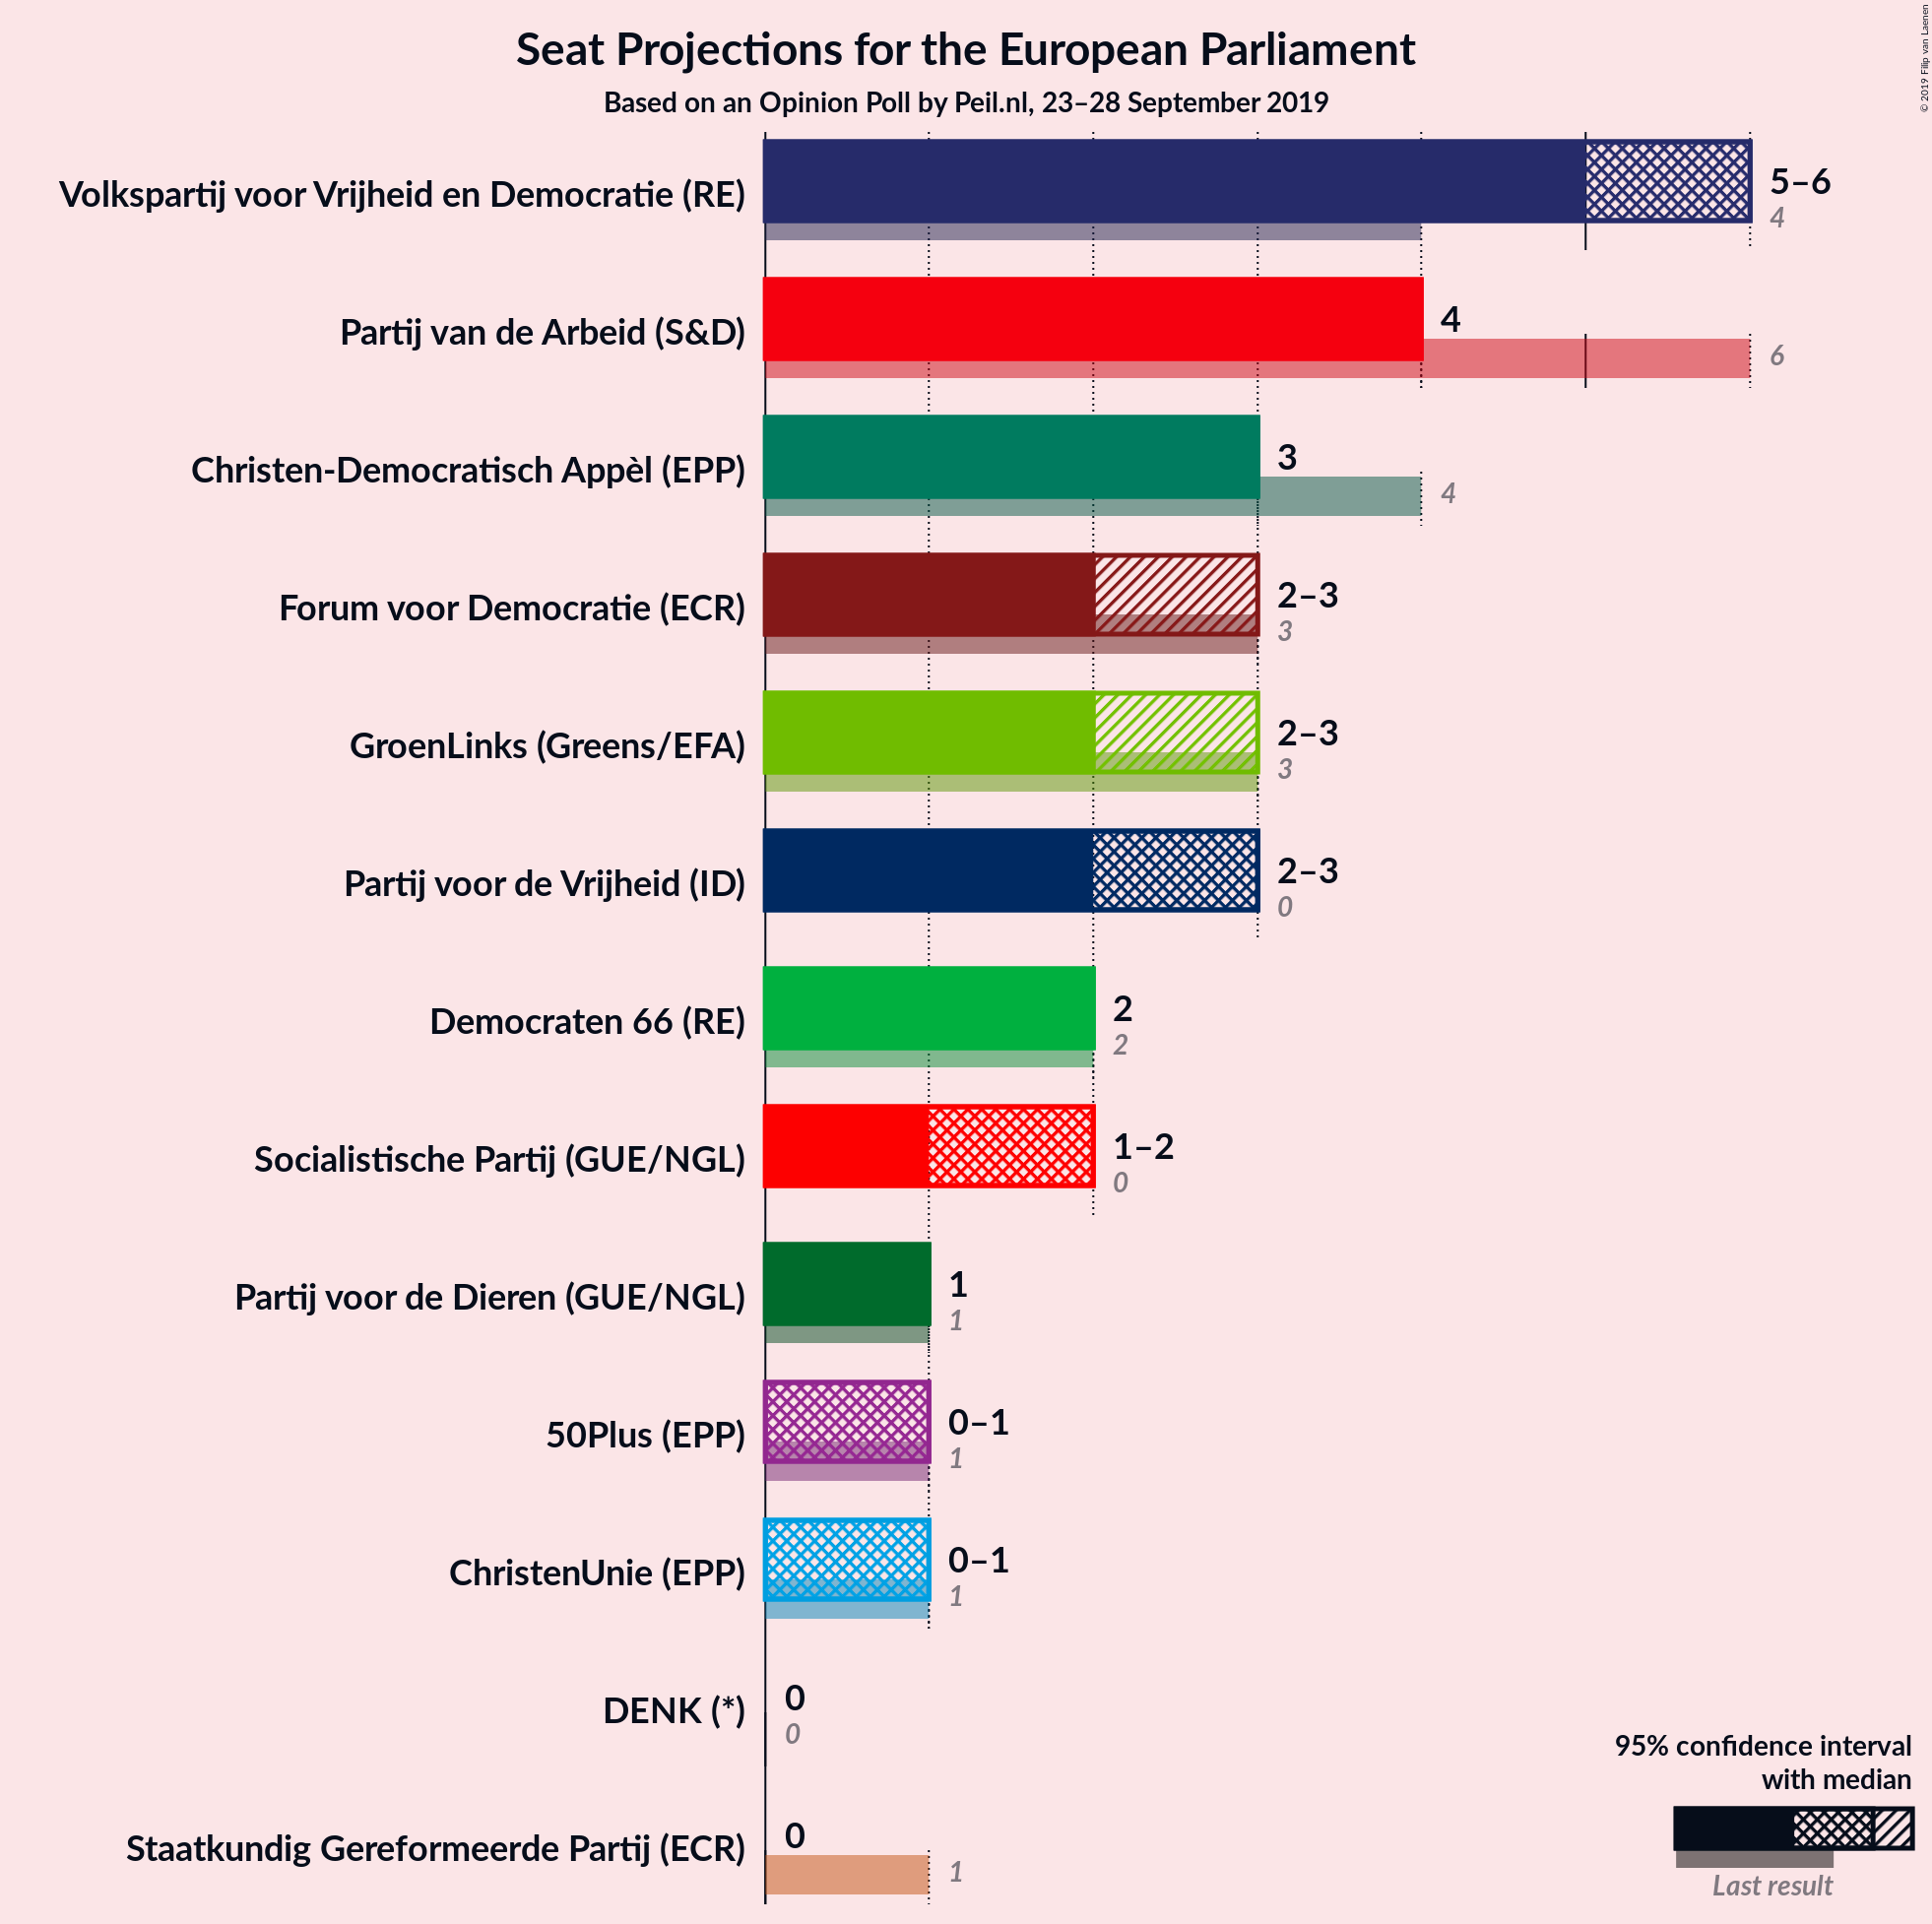 Seat Projections for the European Parliament
Based on an Opinion Poll by Peil.nl, 23–28 September 2019
© 2019 Filip van Laenen
Volkspartij voor Vrijheid en Democratie (RE)
5–6
4
Partij van de Arbeid (S&D)
4
6
Christen-Democratisch Appèl (EPP)
3
4
Forum voor Democratie (ECR)
2–3
3
GroenLinks (Greens/EFA)
2–3
3
Partij voor de Vrijheid (ID)
2–3
0
Democraten 66 (RE)
2
2
Socialistische Partij (GUE/NGL)
1–2
0
Partij voor de Dieren (GUE/NGL)
1
1
50Plus (EPP)
0–1
1
ChristenUnie (EPP)
0–1
1
DENK (*)
0
0
Staatkundig Gereformeerde Partij (ECR)
0
1
95% confidence interval
with median
Last result